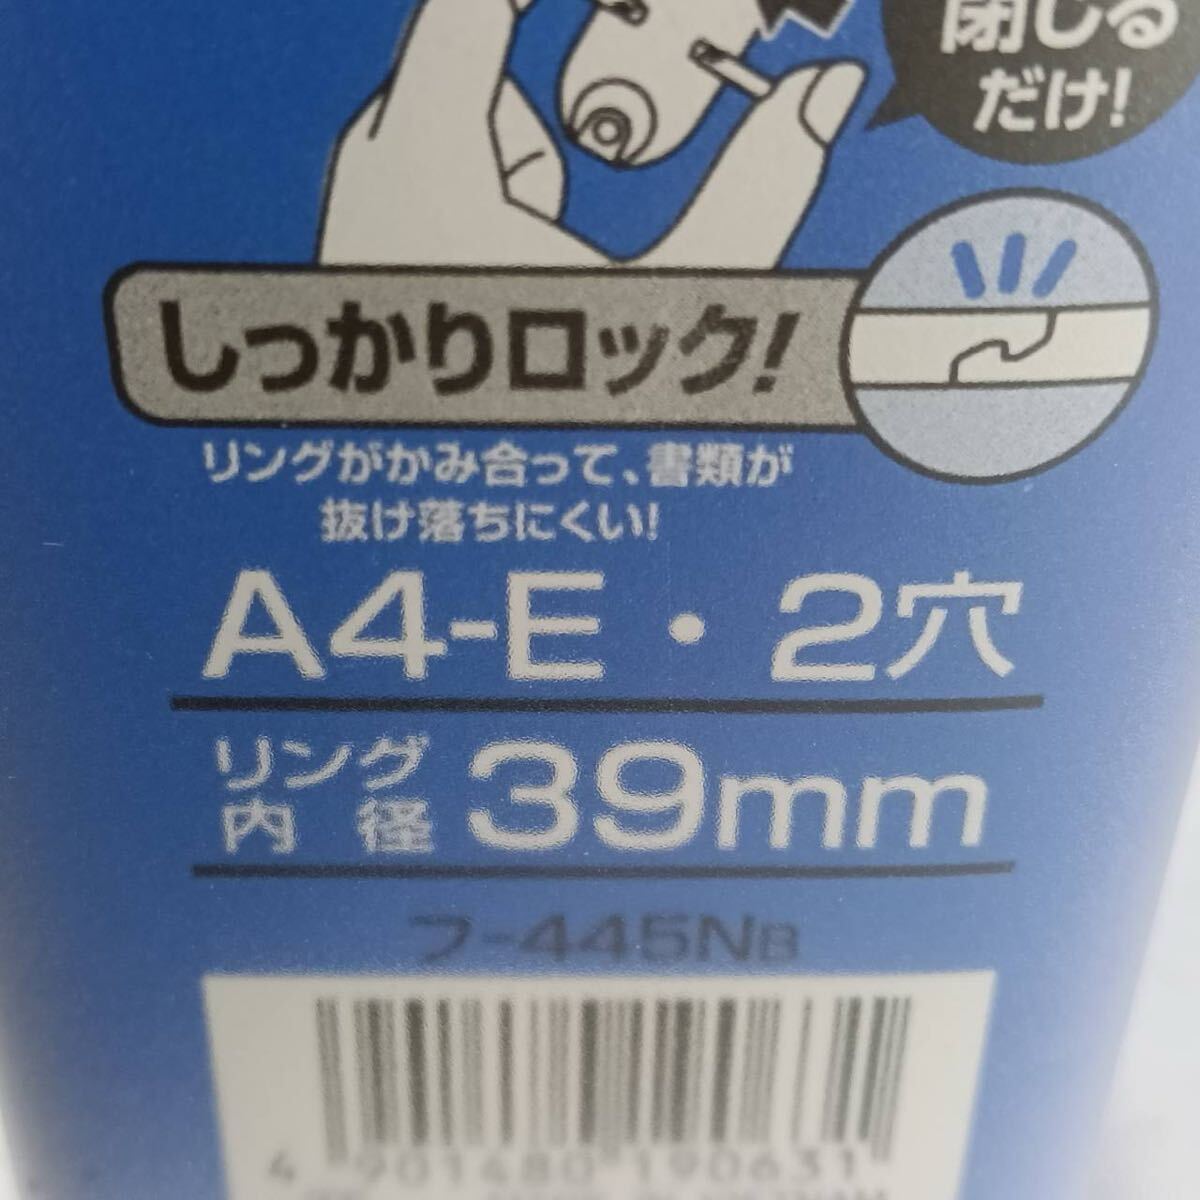 閉じる
だけ!
しっかりロック!
リングがかみ合って、書類が
抜け落ちにくい!
A4-E・2穴
リング
内径 39mm
フ-445NB
4 901480 190631